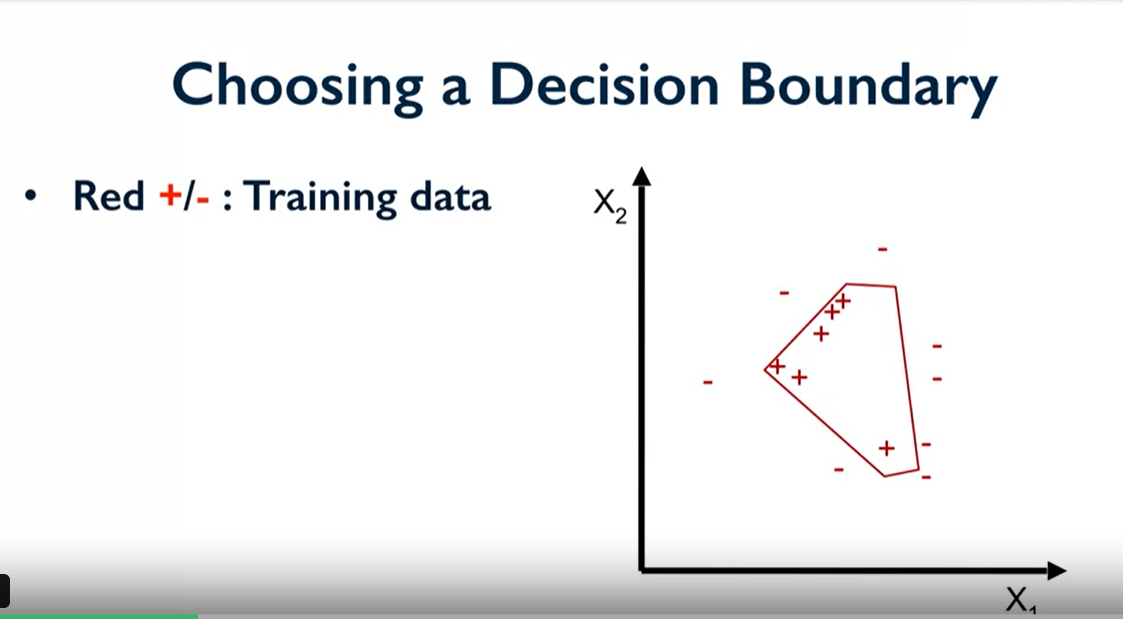 Choosing a Decision Boundary
• Red +/- : Training data
X₂
X₁